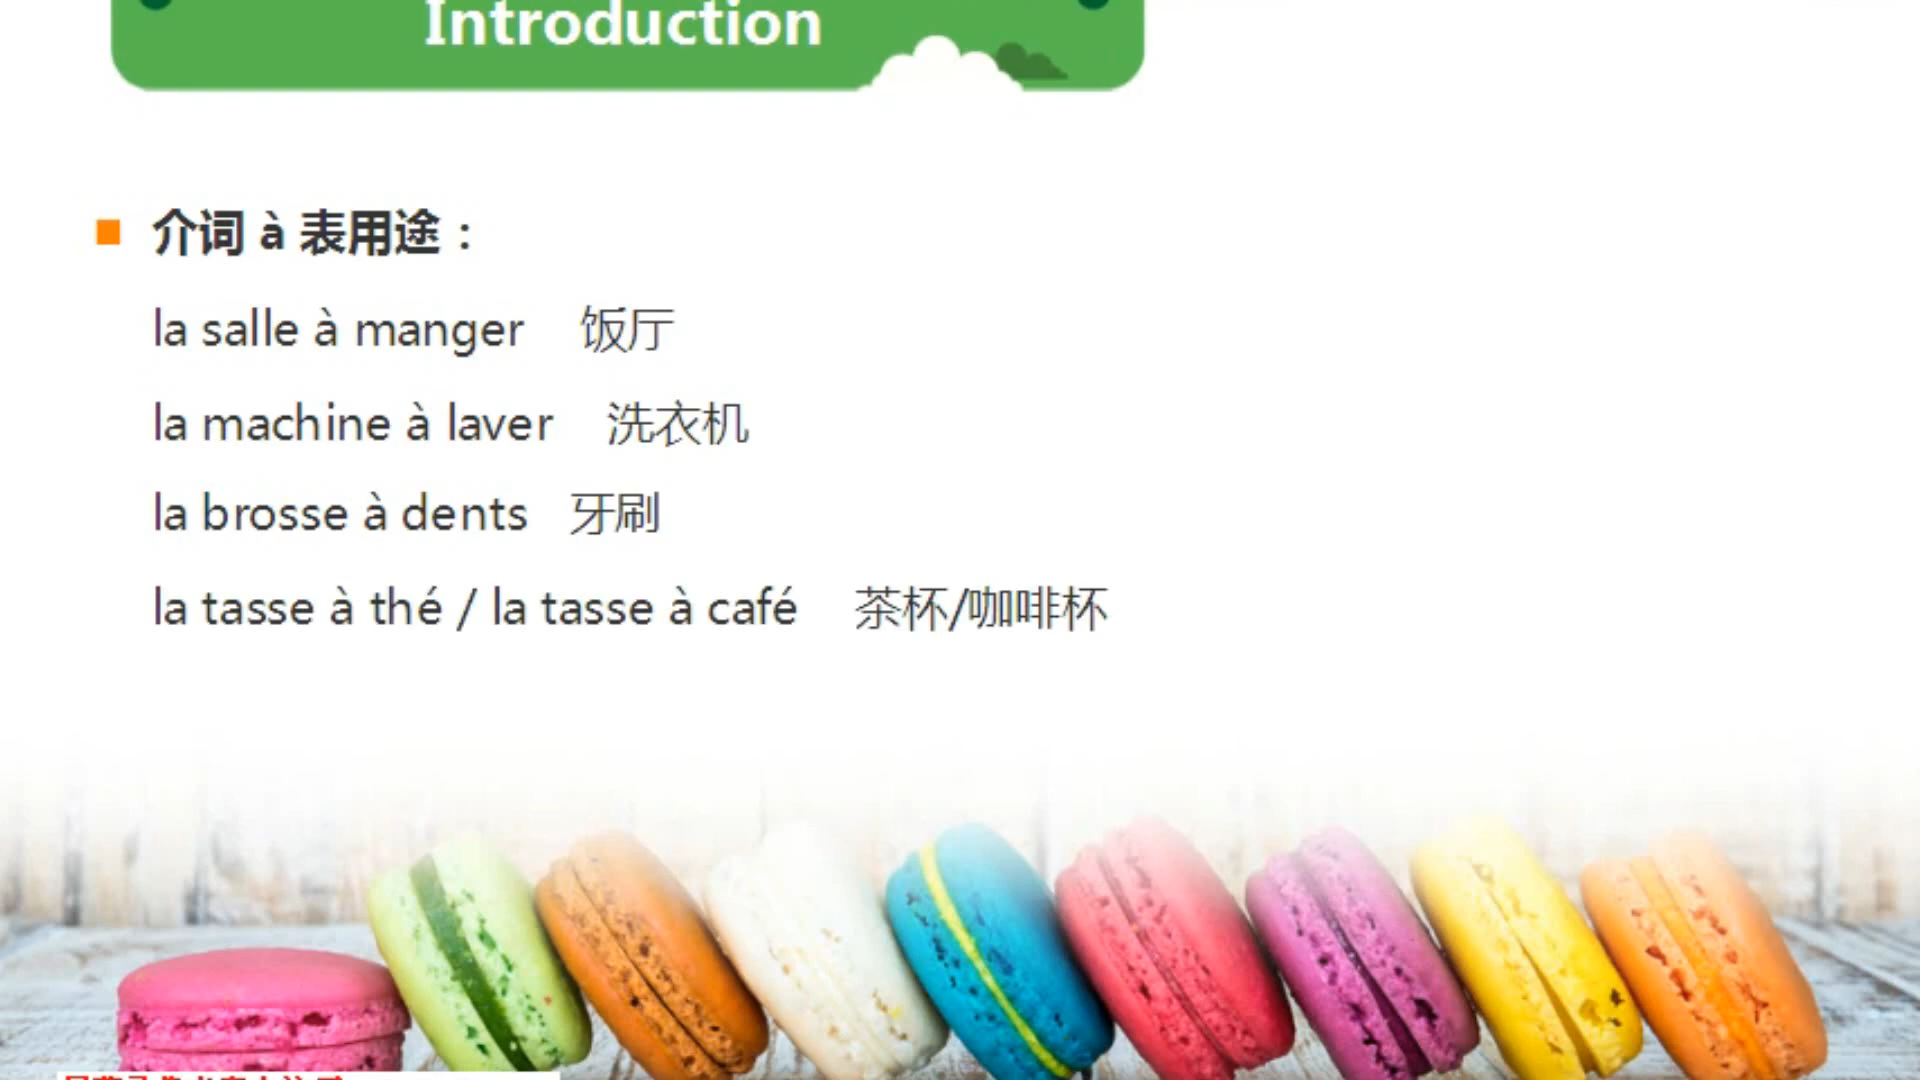 Introduction
介词 à 表用途：
la salle à manger 饭厅
la machine à laver 洗衣机
la brosse à dents 牙刷
la tasse à thé / la tasse à café 茶杯/咖啡杯